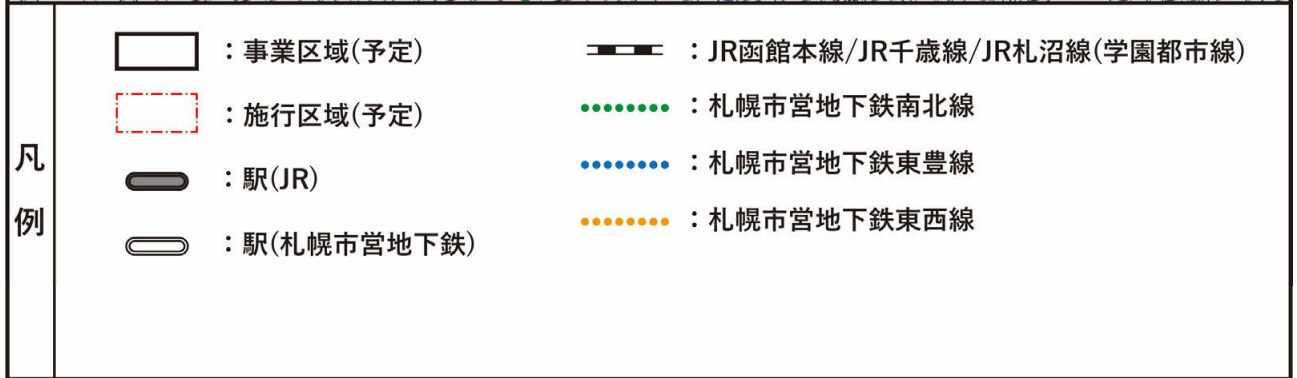 凡例
：事業区域(予定)
：施行区域(予定)
：駅(JR)
：駅(札幌市営地下鉄)
：JR函館本線/JR千歳線/JR札沼線(学園都市線)
：札幌市営地下鉄南北線
：札幌市営地下鉄東豊線
：札幌市営地下鉄東西線